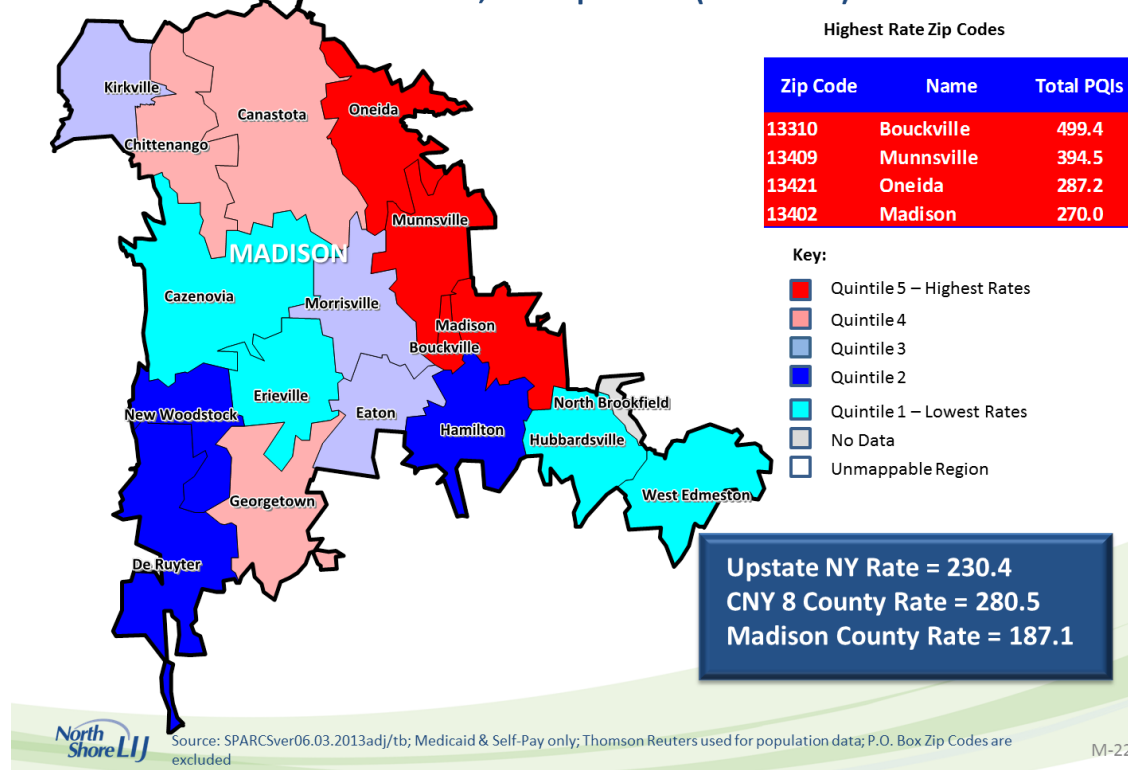 Highest Rate Zip Codes
Zip Code Name Total PQIs
13310 Bouckville 499.4
13409 Munnsville 394.5
13421 Oneida 287.2
13402 Madison 270.0
Key:
Quintile 5 – Highest Rates
Quintile 4
Quintile 3
Quintile 2
Quintile 1 – Lowest Rates
No Data
Unmappable Region
Kirkville
Canastota
Oneida
Chittenango
Munnsville
MADISON
Cazenovia
Morrisville
Madison
Bouckville
Erieville
New Woodstock
Eaton
North Brookfield
Hamilton
Hubbardsville
Georgetown
West Edmeston
De Ruyter
Upstate NY Rate = 230.4
CNY 8 County Rate = 280.5
Madison County Rate = 187.1
North
Shore LIJ
Source: SPARCSver06.03.2013adj/tb; Medicaid & Self-Pay only; Thomson Reuters used for population data; P.O. Box Zip Codes are
excluded
M-22